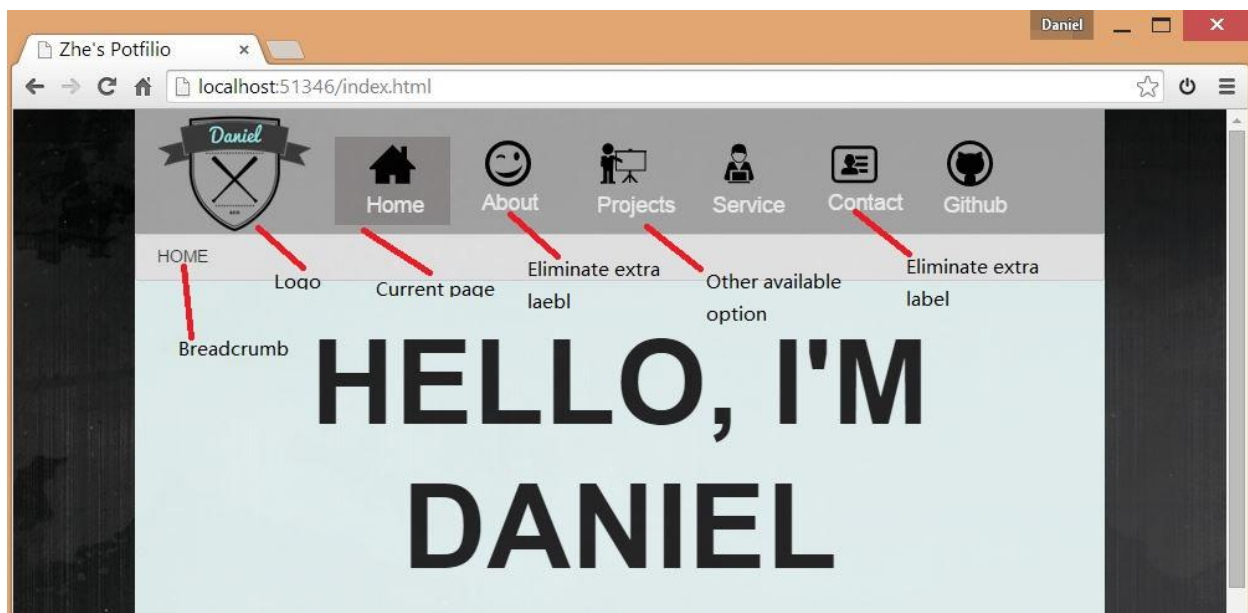 Daniel
Zhe's Potfilio
localhost:51346/index.html
Daniel
Home
About
Projects
Service
Contact
Github
HOME
Logo
Current page
Eliminate extra
laebl
Other available
option
Eliminate extra
label
Breadcrumb
HELLO, I'M
DANIEL